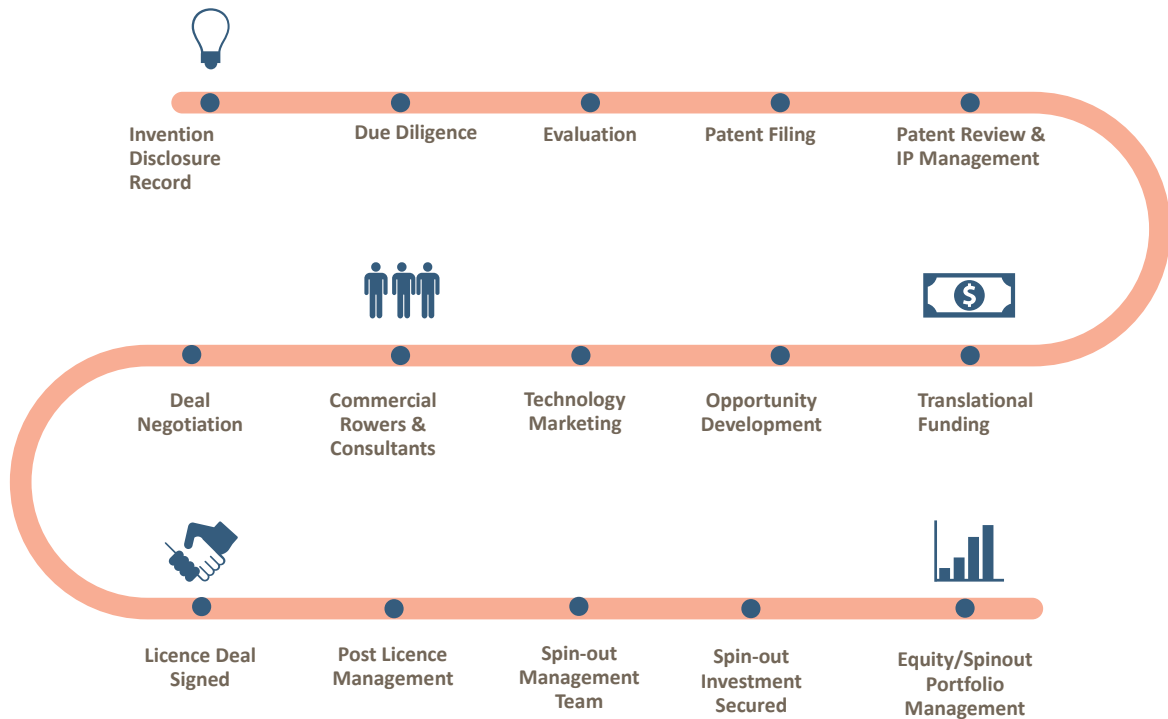 Invention
Disclosure
Record
Due Diligence
Evaluation
Patent Filing
Patent Review &
IP Management
$
Deal
Negotiation
Commercial
Rowers &
Consultants
Technology
Marketing
Opportunity
Development
Translational
Funding
Licence Deal
Signed
Post Licence
Management
Spin-out
Management
Team
Spin-out
Investment
Secured
Equity/Spinout
Portfolio
Management